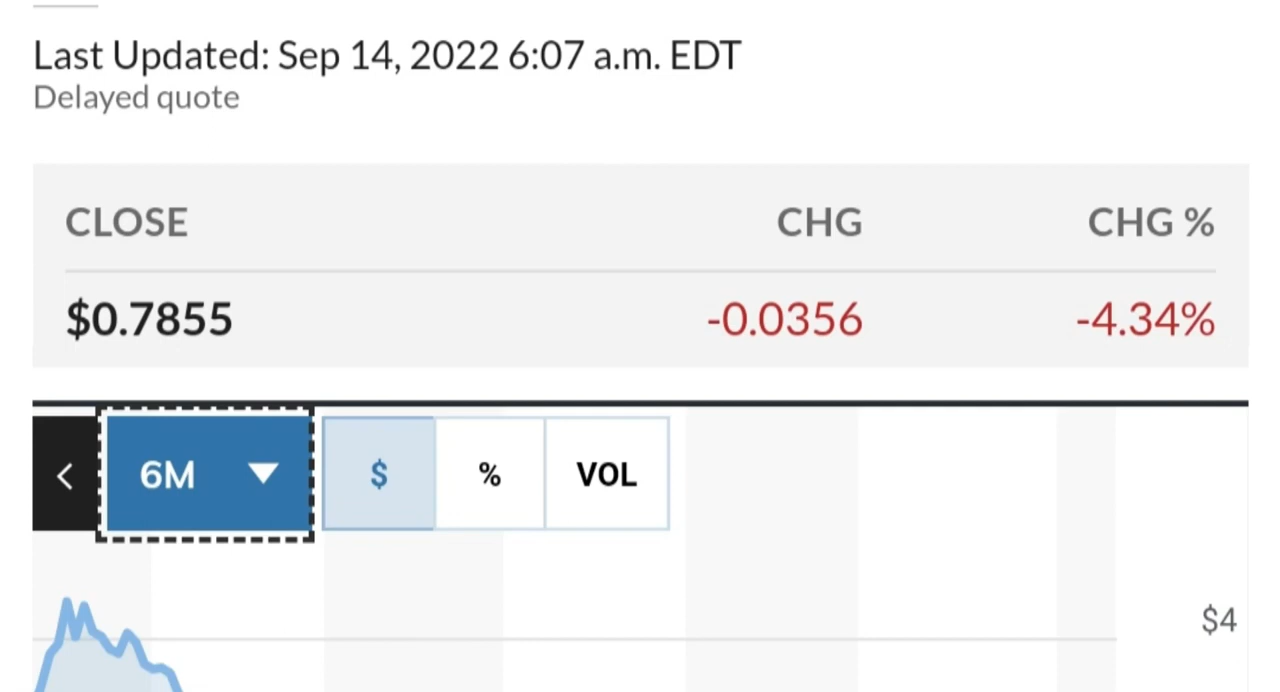 Last Updated: Sep 14, 2022 6:07 a.m. EDT
Delayed quote
CLOSE CHG CHG %
$0.7855 -0.0356 -4.34%
6M $ % VOL
$4